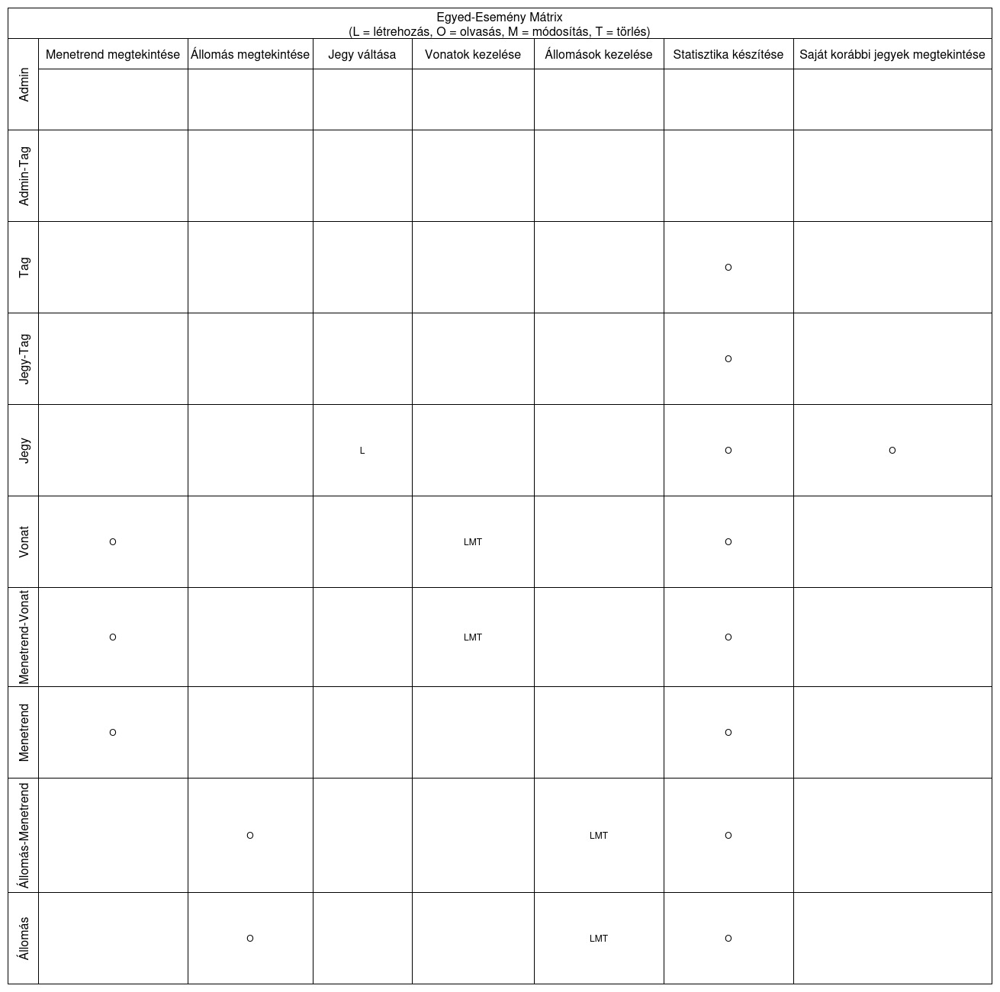 Egyed-Esemény Mátrix
(L = létrehozás, O = olvasás, M = módosítás, T = törlés)
Menetrend megtekintése Állomás megtekintése Jegy váltása Vonatok kezelése Állomások kezelése Statisztika készítése Saját korábbi jegyek megtekintése
Admin
Admin-Tag
Tag O
Jegy-Tag O
Jegy L O O
Vonat O LMT O
Menetrend-Vonat O LMT O
Menetrend O O
Állomás-Menetrend O LMT O
Állomás O LMT O